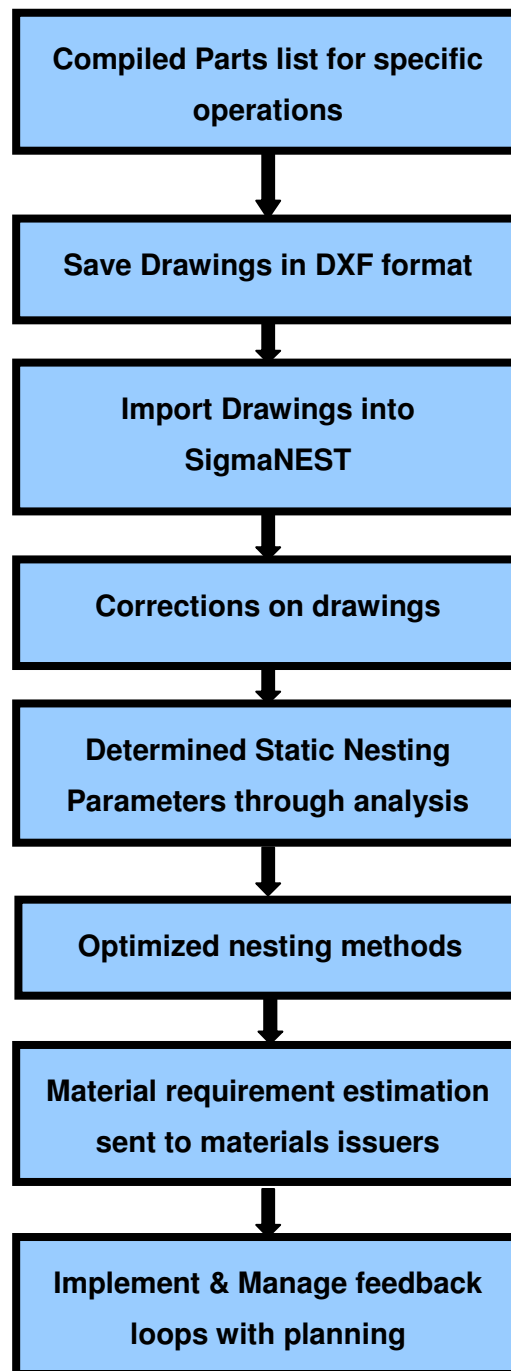 Compiled Parts list for specific
operations
Save Drawings in DXF format
Import Drawings into
SigmaNEST
Corrections on drawings
Determined Static Nesting
Parameters through analysis
Optimized nesting methods
Material requirement estimation
sent to materials issuers
Implement & Manage feedback
loops with planning